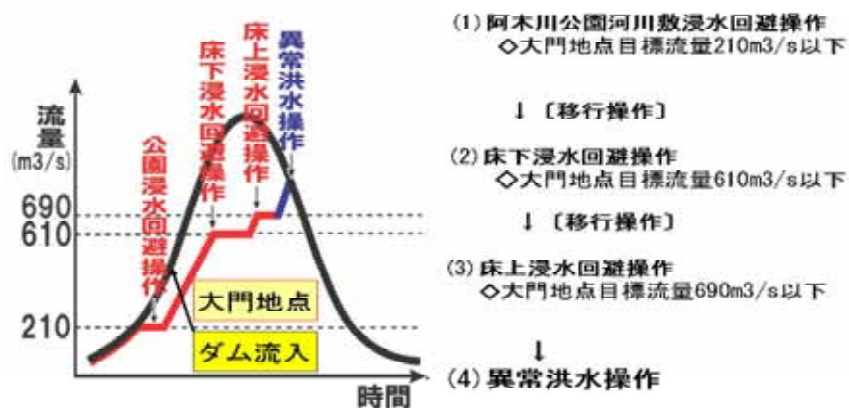 流量
(m3/s)
690
610
210
公園浸水回避操作
床下浸水回避操作
床上浸水回避操作
異常洪水操作
大門地点
ダム流入
時間
(1) 阿木川公園河川敷浸水回避操作
◇大門地点目標流量210m3/s以下
↓〔移行操作〕
(2) 床下浸水回避操作
◇大門地点目標流量610m3/s以下
↓〔移行操作〕
(3) 床上浸水回避操作
◇大門地点目標流量690m3/s以下
↓
(4) 異常洪水操作